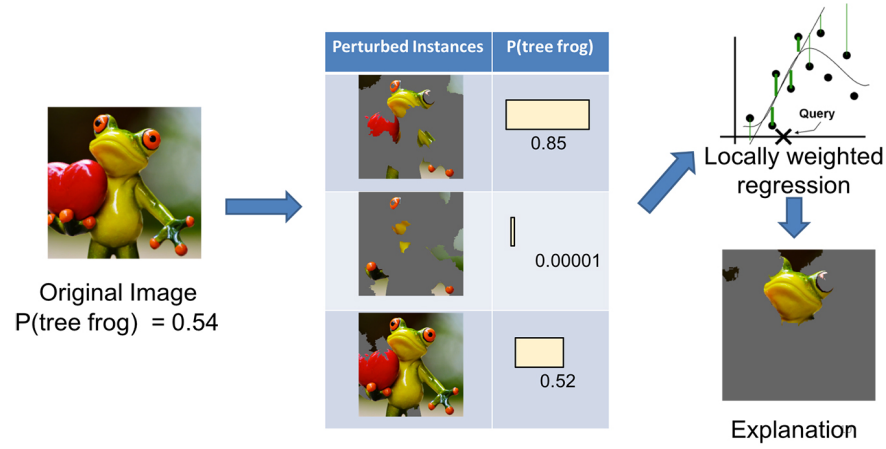 Original Image
P(tree frog) = 0.54
Perturbed Instances
P(tree frog)
0.85
0.00001
0.52
Query
Locally weighted
regression
Explanation